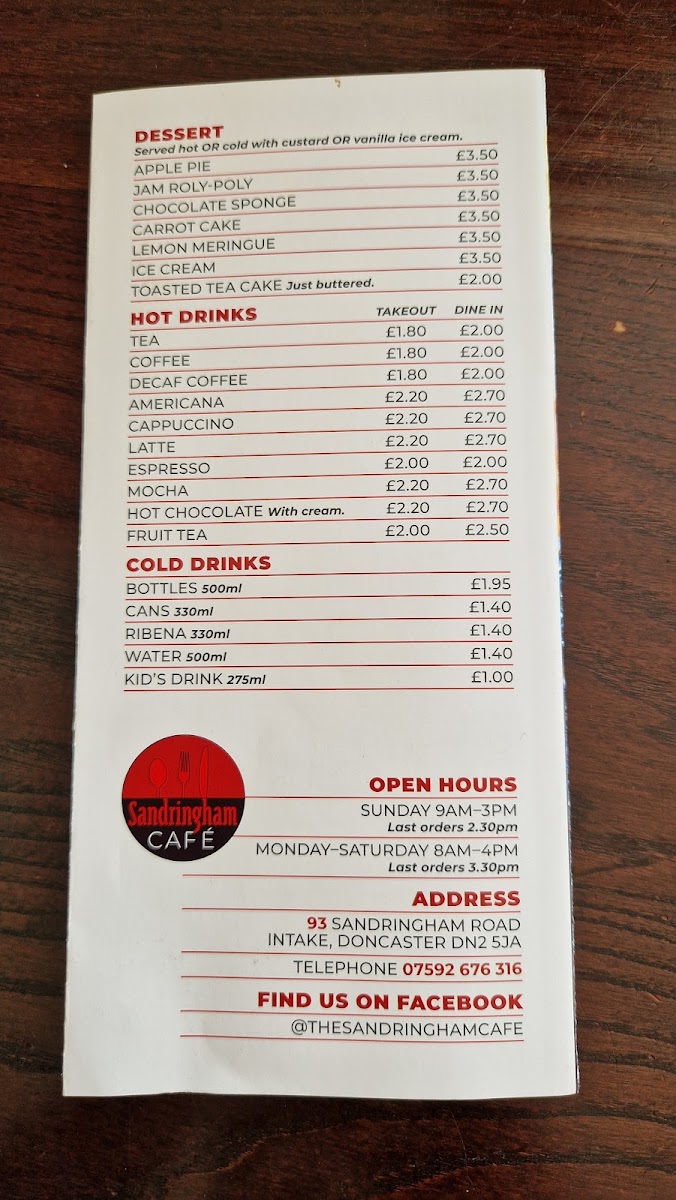 DESSERT
Served hot OR cold with custard OR vanilla ice cream.
APPLE PIE £3.50
JAM ROLY-POLY £3.50
CHOCOLATE SPONGE £3.50
CARROT CAKE £3.50
LEMON MERINGUE £3.50
ICE CREAM £3.50
TOASTED TEA CAKE Just buttered. £2.00
HOT DRINKS TAKEOUT DINE IN
TEA £1.80 £2.00
COFFEE £1.80 £2.00
DECAF COFFEE £1.80 £2.00
AMERICANA £2.20 £2.70
CAPPUCCINO £2.20 £2.70
LATTE £2.20 £2.70
ESPRESSO £2.00 £2.00
MOCHA £2.20 £2.70
HOT CHOCOLATE With cream. £2.20 £2.70
FRUIT TEA £2.00 £2.50
COLD DRINKS
BOTTLES 500ml £1.95
CANS 330ml £1.40
RIBENA 330ml £1.40
WATER 500ml £1.40
KID'S DRINK 275ml £1.00
Sandringham
CAFÉ
OPEN HOURS
SUNDAY 9AM–3PM
Last orders 2.30pm
MONDAY–SATURDAY 8AM–4PM
Last orders 3.30pm
ADDRESS
93 SANDRINGHAM ROAD
INTAKE, DONCASTER DN2 5JA
TELEPHONE 07592 676 316
FIND US ON FACEBOOK
@THESANDRINGHAMCAFE